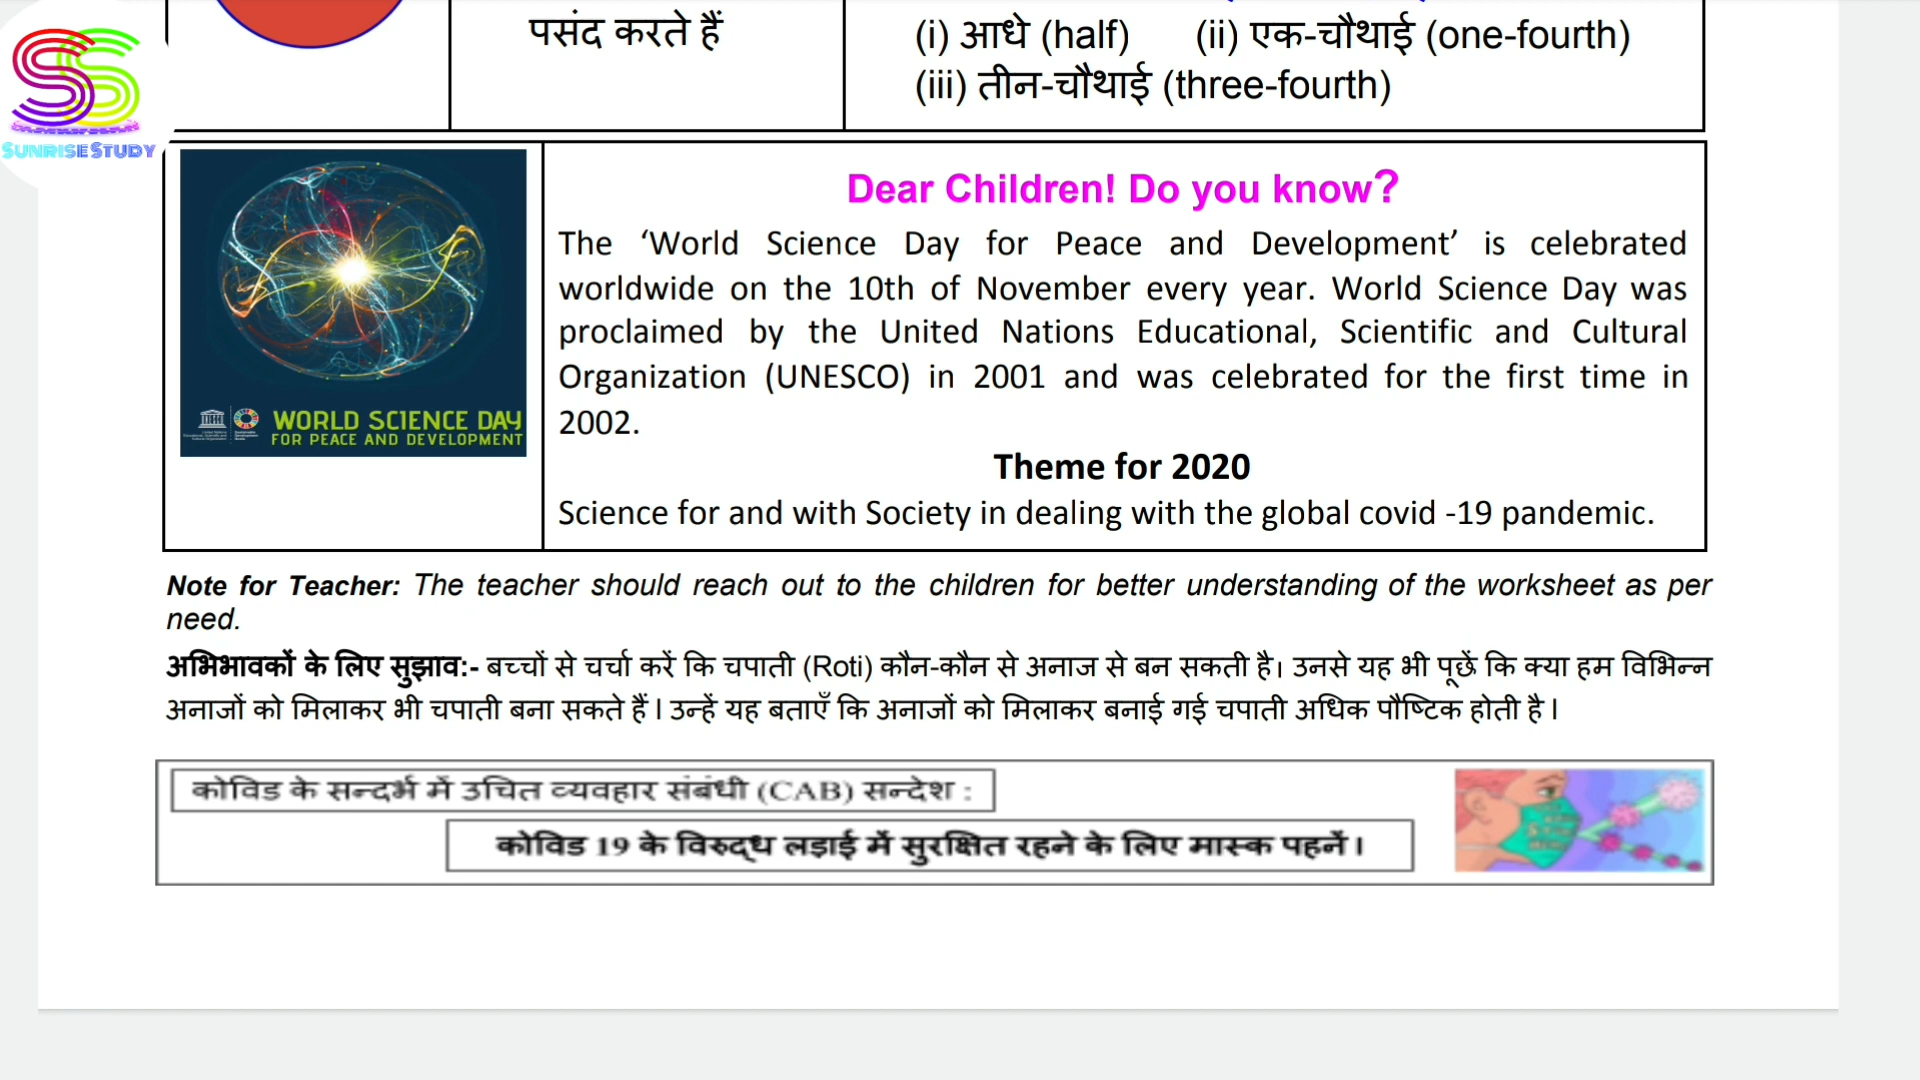 पसंद करते हैं
(i) आधे (half) (ii) एक-चौथाई (one-fourth)
(iii) तीन-चौथाई (three-fourth)
SUNRISE STUDY
WORLD SCIENCE DAY
FOR PEACE AND DEVELOPMENT
Dear Children! Do you know?
The ‘World Science Day for Peace and Development’ is celebrated
worldwide on the 10th of November every year. World Science Day was
proclaimed by the United Nations Educational, Scientific and Cultural
Organization (UNESCO) in 2001 and was celebrated for the first time in
2002.
Theme for 2020
Science for and with Society in dealing with the global covid -19 pandemic.
Note for Teacher: The teacher should reach out to the children for better understanding of the worksheet as per
need.
अभिभावकों के लिए सुझाव:- बच्चों से चर्चा करें कि चपाती (Roti) कौन-कौन से अनाज से बन सकती है। उनसे यह भी पूछें कि क्या हम विभिन्न
अनाजों को मिलाकर भी चपाती बना सकते हैं । उन्हें यह बताएँ कि अनाजों को मिलाकर बनाई गई चपाती अधिक पौष्टिक होती है ।
कोविड के सन्दर्भ में उचित व्यवहार संबंधी (CAB) सन्देश :
कोविड 19 के विरुद्ध लड़ाई में सुरक्षित रहने के लिए मास्क पहनें।